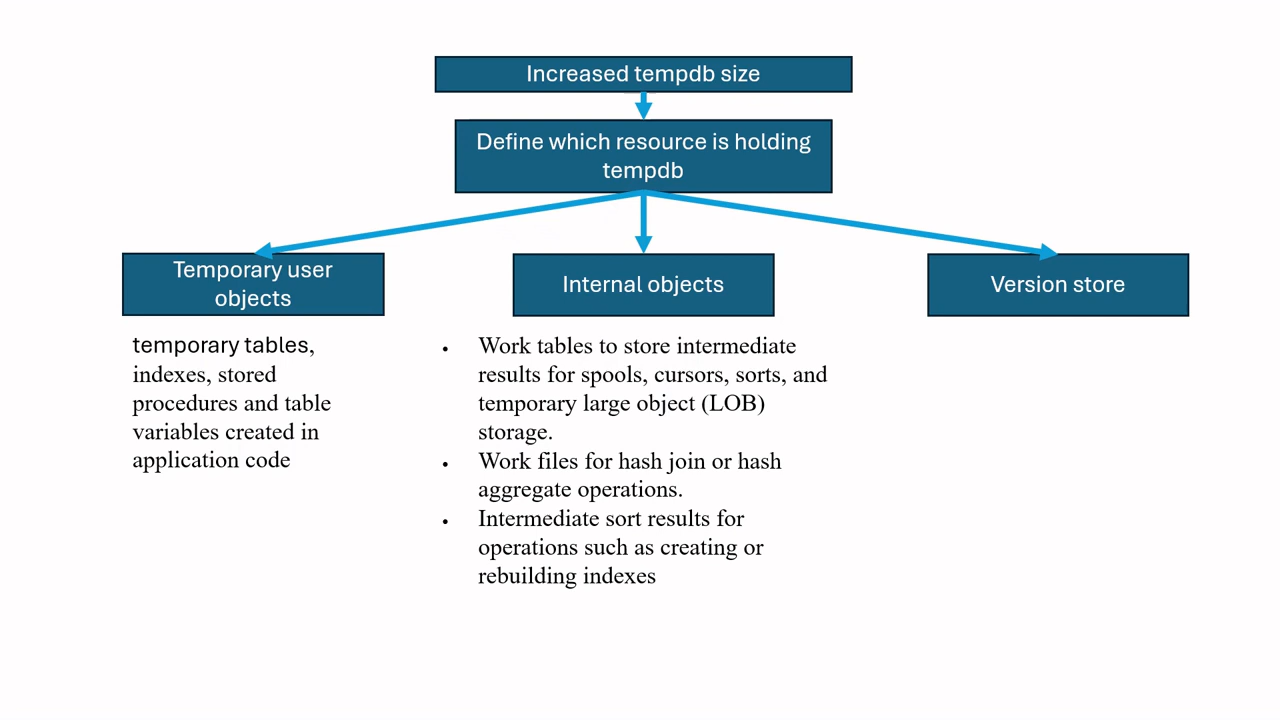 Increased tempdb size
Define which resource is holding
tempdb
Temporary user
objects
Internal objects
Version store
temporary tables,
indexes, stored
procedures and table
variables created in
application code
• Work tables to store intermediate
results for spools, cursors, sorts, and
temporary large object (LOB)
storage.
• Work files for hash join or hash
aggregate operations.
• Intermediate sort results for
operations such as creating or
rebuilding indexes